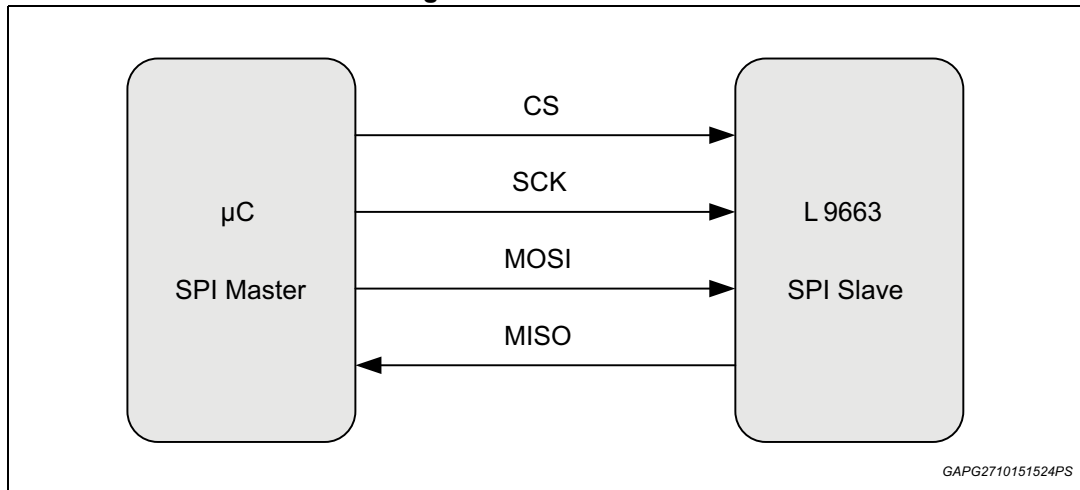 CS
SCK
µC
L 9663
MOSI
SPI Master
SPI Slave
MISO
GAPG2710151524PS